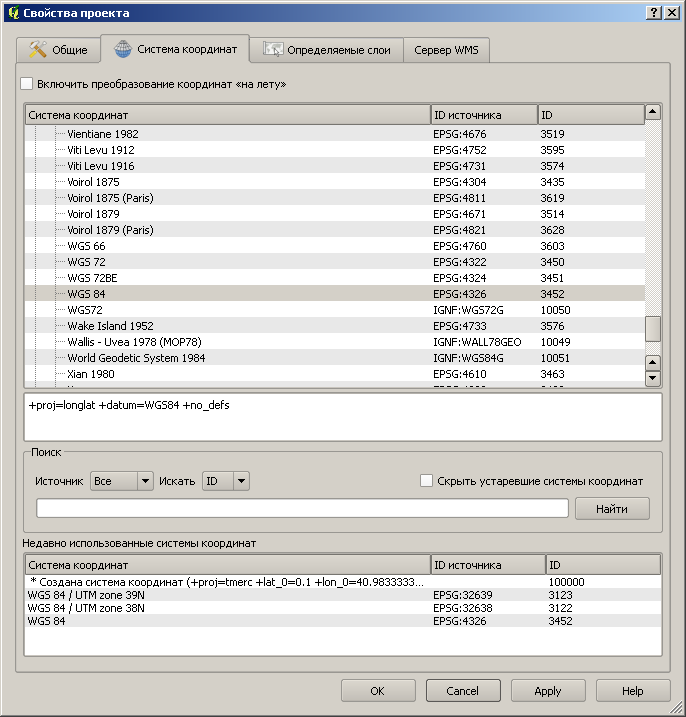 Свойства проекта
Общие
Система координат
Определяемые слои
Сервер WMS
Включить преобразование координат «на лету»
Система координат ID источника ID
Vientiane 1982 EPSG:4676 3519
Viti Levu 1912 EPSG:4752 3595
Viti Levu 1916 EPSG:4731 3574
Voirol 1875 EPSG:4304 3435
Voirol 1875 (Paris) EPSG:4811 3619
Voirol 1879 EPSG:4671 3514
Voirol 1879 (Paris) EPSG:4821 3628
WGS 66 EPSG:4760 3603
WGS 72 EPSG:4322 3450
WGS 72BE EPSG:4324 3451
WGS 84 EPSG:4326 3452
WGS72 IGNF:WGS72G 10050
Wake Island 1952 EPSG:4733 3576
Wallis - Uvea 1978 (MOP78) IGNF:WALL78GEO 10049
World Geodetic System 1984 IGNF:WGS84G 10051
Xian 1980 EPSG:4610 3463
+proj=longlat +datum=WGS84 +no_defs
Поиск
Источник Все Искать ID Скрыть устаревшие системы координат
Найти
Недавно использованные системы координат
Система координат ID источника ID
* Создана система координат (+proj=tmerc +lat_0=0.1 +lon_0=40.9833333... 100000
WGS 84 / UTM zone 39N EPSG:32639 3123
WGS 84 / UTM zone 38N EPSG:32638 3122
WGS 84 EPSG:4326 3452
OK Cancel Apply Help